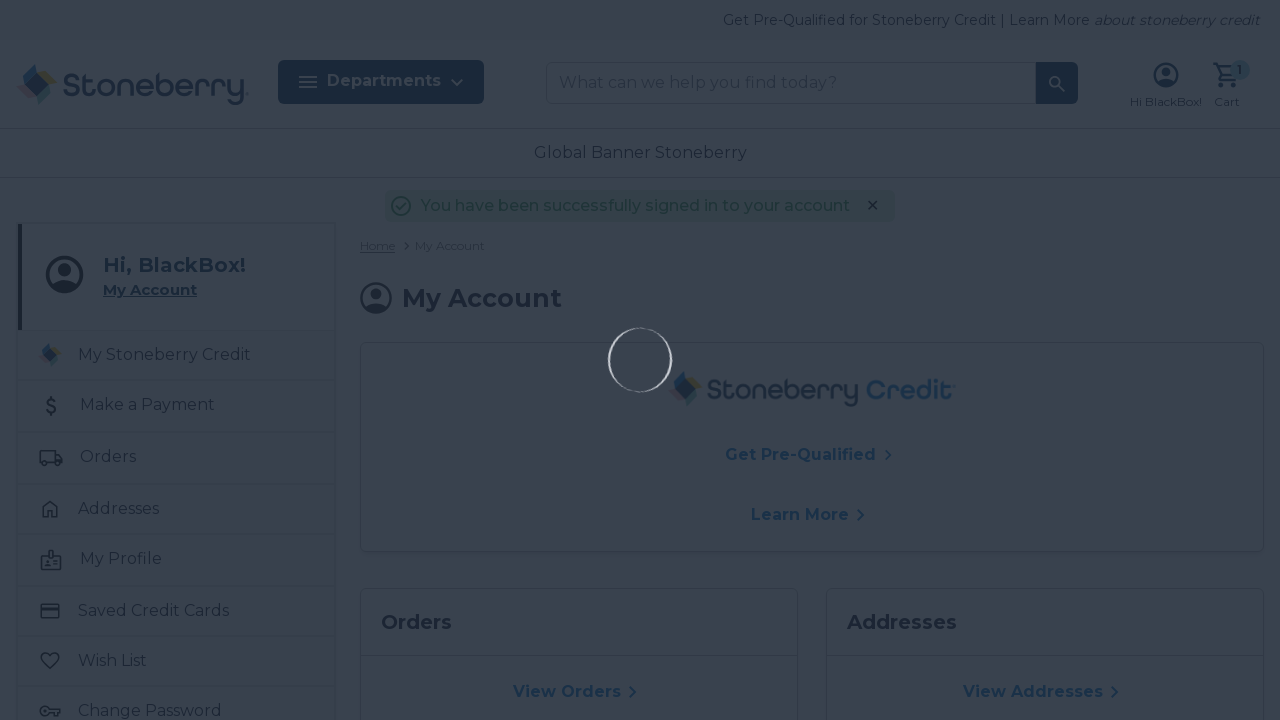 Get Pre-Qualified for Stoneberry Credit | Learn More about stoneberry credit
Stoneberry
Departments
What can we help you find today?
Hi BlackBox!
1
Cart
Global Banner Stoneberry
You have been successfully signed in to your account
Hi, BlackBox!
My Account
My Stoneberry Credit
Make a Payment
Orders
Addresses
My Profile
Saved Credit Cards
Wish List
Change Password
Home > My Account
My Account
Stoneberry Credit
Get Pre-Qualified
Learn More
Orders
View Orders
Addresses
View Addresses